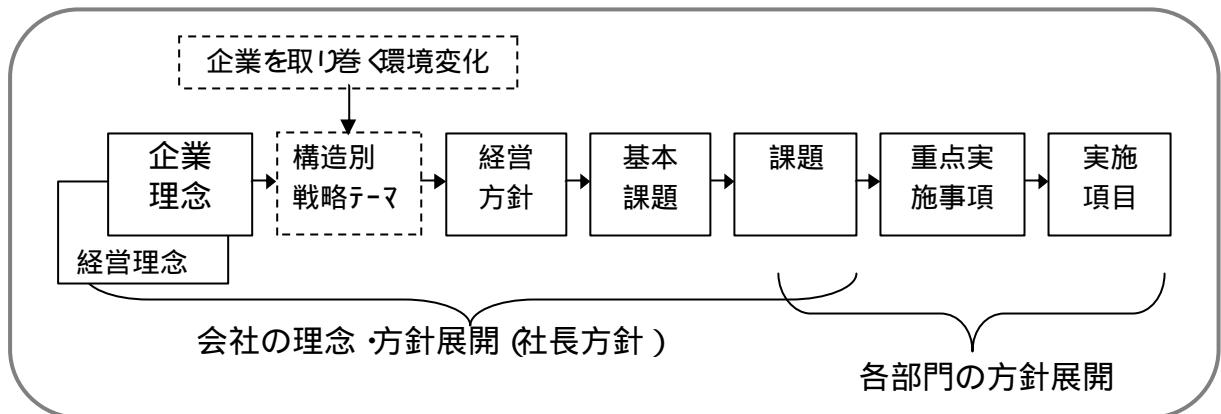 企業を取り巻く環境変化
企業
理念
経営理念
構造別
戦略ﾃｰﾏ
経営
方針
基本
課題
課題
重点実
施事項
実施
項目
会社の理念・方針展開(社長方針)
各部門の方針展開